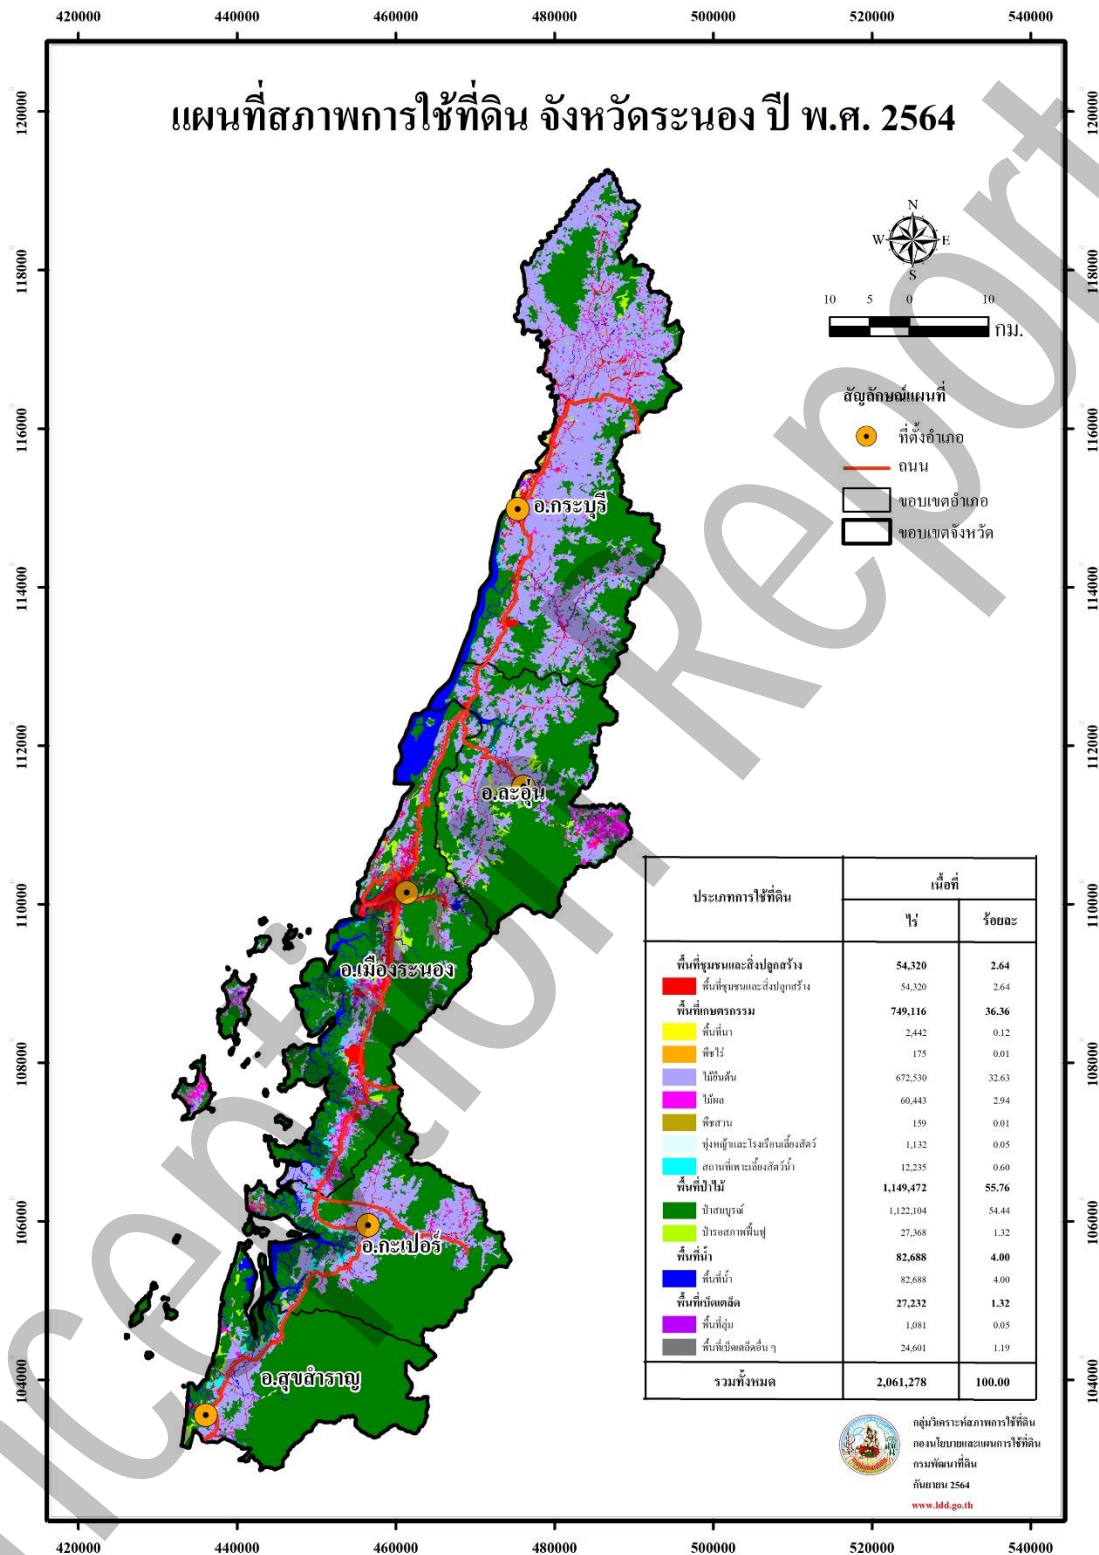 420000 440000 460000 480000 500000 520000 540000
แผนที่สภาพการใช้ที่ดิน จังหวัดระนอง ปี พ.ศ. 2564
120000 120000
118000 118000
116000 116000
114000 114000
112000 112000
110000 110000
108000 108000
106000 106000
104000 104000
N
W E
S
10 5 0 10
กม.
สัญลักษณ์แผนที่
ที่ตั้งอำเภอ
ถนน
ขอบเขตอำเภอ
ขอบเขตจังหวัด
อ.กระบุรี
อ.ละอุ่น
อ.เมืองระนอง
อ.กะเปอร์
อ.สุขสำราญ
ประเภทการใช้ที่ดิน เนื้อที่
ไร่ ร้อยละ
พื้นที่ชุมชนและสิ่งปลูกสร้าง 54,320 2.64
พื้นที่ชุมชนและสิ่งปลูกสร้าง 54,320 2.64
พื้นที่เกษตรกรรม 749,116 36.36
พื้นที่นา 2,442 0.12
พืชไร่ 175 0.01
ไม้ยืนต้น 672,530 32.63
ไม้ผล 60,443 2.94
พืชสวน 159 0.01
ทุ่งหญ้าและโรงเรือนเลี้ยงสัตว์ 1,132 0.05
สถานที่เพาะเลี้ยงสัตว์น้ำ 12,235 0.60
พื้นที่ป่าไม้ 1,149,472 55.76
ป่าสมบูรณ์ 1,122,104 54.44
ป่ารอสภาพฟื้นฟู 27,368 1.32
พื้นที่น้ำ 82,688 4.00
พื้นที่น้ำ 82,688 4.00
พื้นที่เบ็ดเตล็ด 27,232 1.32
พื้นที่ลุ่ม 1,081 0.05
พื้นที่เบ็ดเตล็ดอื่น ๆ 24,601 1.19
รวมทั้งหมด 2,061,278 100.00
กลุ่มวิเคราะห์สภาพการใช้ที่ดิน
กองนโยบายและแผนการใช้ที่ดิน
กรมพัฒนาที่ดิน
กันยายน 2564
www.ldd.go.th
420000 440000 460000 480000 500000 520000 540000
Report